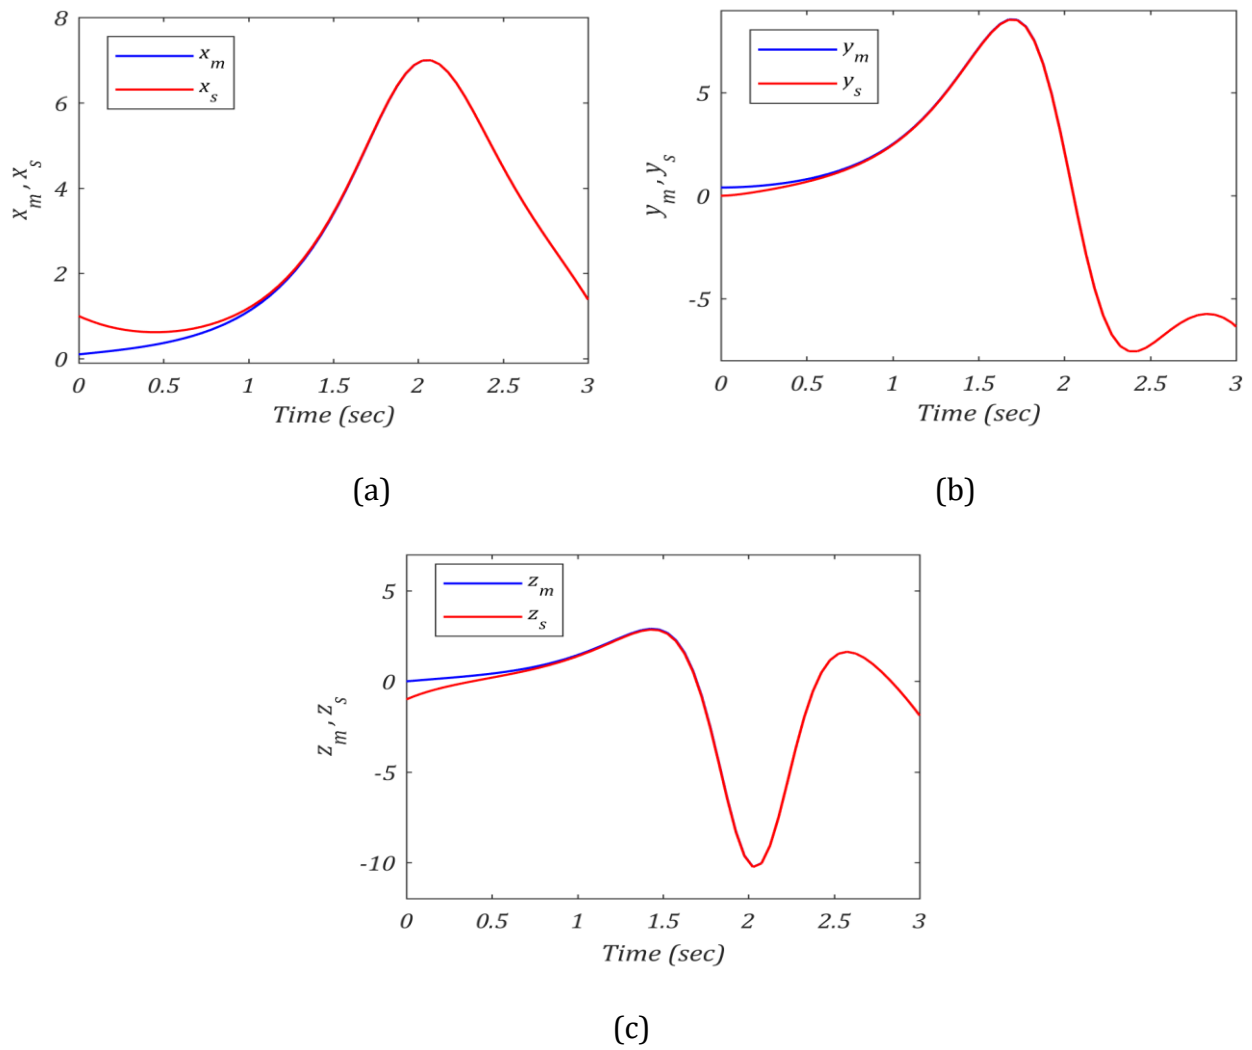 8
6
4
2
0
x_m, x_s
x_m
x_s
0 0.5 1 1.5 2 2.5 3
Time (sec)
(a)
5
0
-5
y_m, y_s
y_m
y_s
0 0.5 1 1.5 2 2.5 3
Time (sec)
(b)
5
0
-5
-10
z_m, z_s
z_m
z_s
0 0.5 1 1.5 2 2.5 3
Time (sec)
(c)